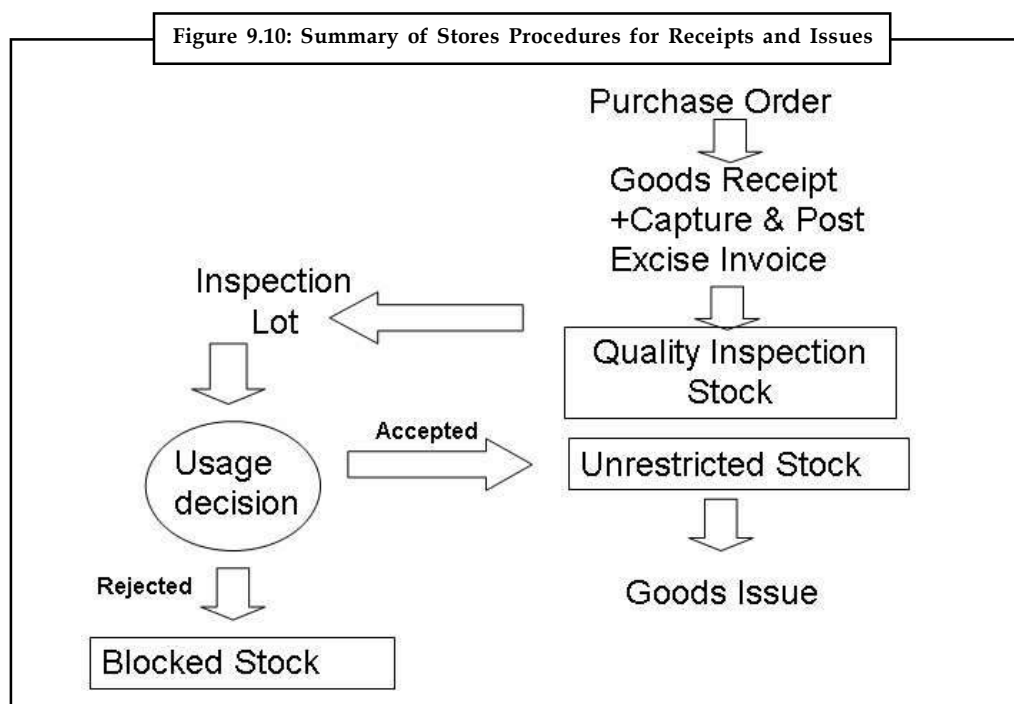 Figure 9.10: Summary of Stores Procedures for Receipts and Issues
Purchase Order
Goods Receipt
+Capture & Post
Excise Invoice
Inspection
Lot
Quality Inspection
Stock
Accepted
Usage
decision
Unrestricted Stock
Rejected
Goods Issue
Blocked Stock